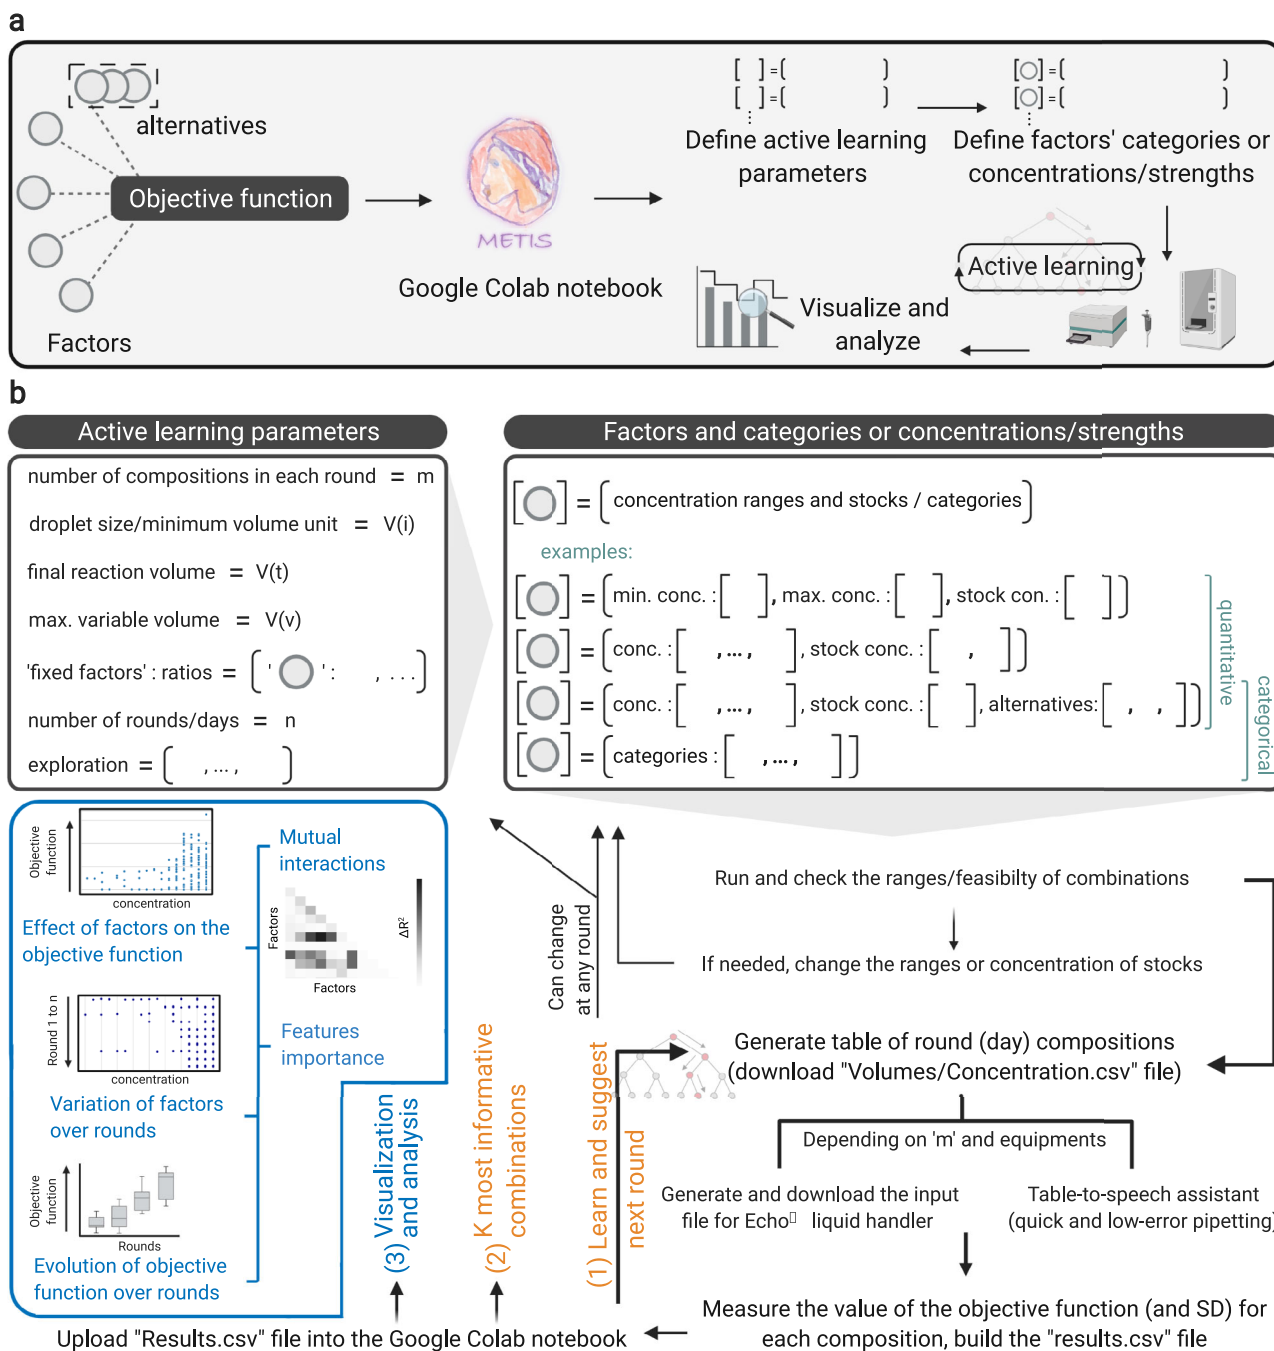 a
alternatives
Objective function
Factors
METIS
Google Colab notebook
[ ] = ( )
[ ] = ( )
Define active learning
parameters
[ ] = ( )
[ ] = ( )
Define factors' categories or
concentrations/strengths
Active learning
Visualize and
analyze
b
Active learning parameters
number of compositions in each round = m
droplet size/minimum volume unit = V(i)
final reaction volume = V(t)
max. variable volume = V(v)
'fixed factors' : ratios = ( ' ' : , . . . )
number of rounds/days = n
exploration = ( , ... , )
Factors and categories or concentrations/strengths
[ ] = ( concentration ranges and stocks / categories )
examples:
[ ] = ( min. conc. : [ ] , max. conc. : [ ] , stock con. : [ ] )
[ ] = ( conc. : [ , ... , ] , stock conc. : [ , ] )
[ ] = ( conc. : [ , ... , ] , stock conc. : [ ] , alternatives: [ , , ] )
[ ] = ( categories : [ , ... , ] )
quantitative
categorical
Objective
function
concentration
Effect of factors on the
objective function
Mutual
interactions
Factors
Factors
ΔR²
Round 1 to n
concentration
Variation of factors
over rounds
Features
importance
Objective
function
Rounds
Evolution of objective
function over rounds
(3) Visualization
and analysis
(2) K most informative
combinations
(1) Learn and suggest
next round
Can change
at any round
Run and check the ranges/feasibilty of combinations
If needed, change the ranges or concentration of stocks
Generate table of round (day) compositions
(download "Volumes/Concentration.csv" file)
Depending on 'm' and equipments
Generate and download the input
file for Echo▯ liquid handler
Table-to-speech assistant
(quick and low-error pipetting)
Measure the value of the objective function (and SD) for
each composition, build the "results.csv" file
Upload "Results.csv" file into the Google Colab notebook